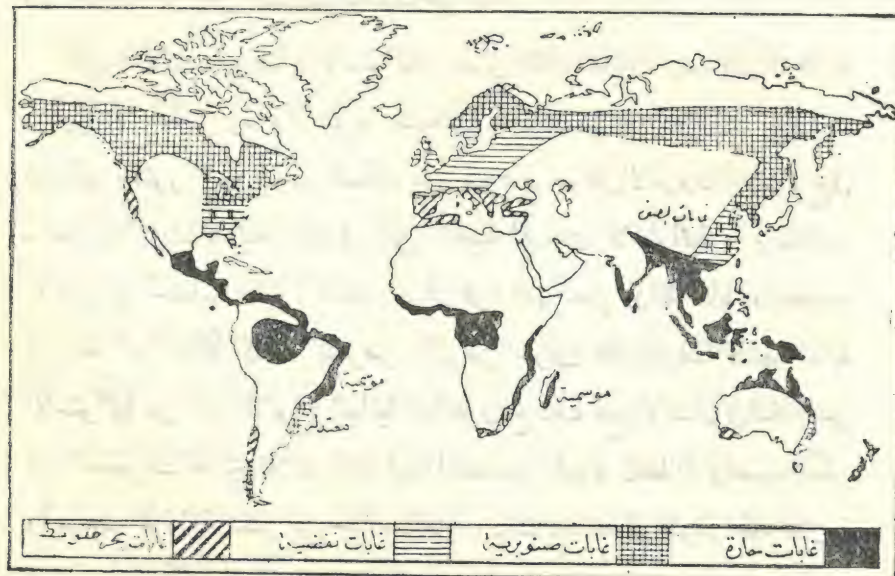 غابات الصين
موسمية
معتدلة
موسمية
غابات حارة
غابات صنوبرية
غابات نفضية
غابات بحر متوسط